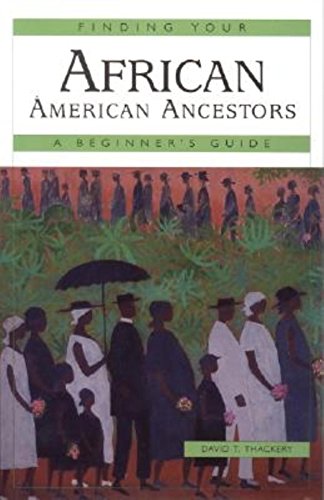 FINDING YOUR
AFRICAN
AMERICAN ANCESTORS
A BEGINNER'S GUIDE
DAVID T. THACKERY